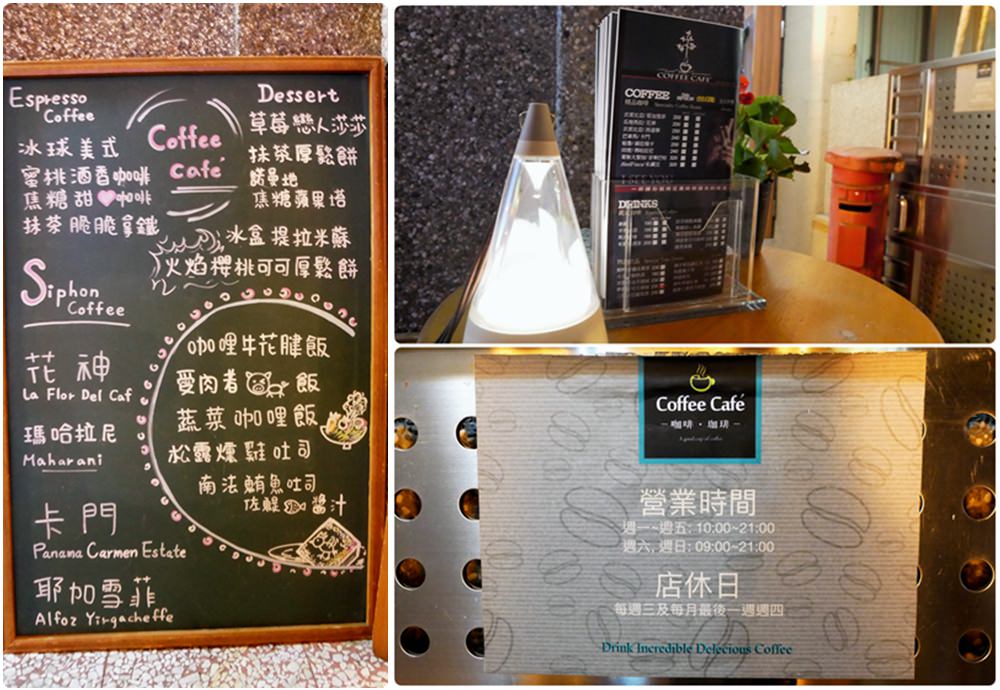 Espresso
Coffee
冰球美式
蜜桃酒香咖啡
焦糖甜咖啡
抹茶脆脆拿鐵
Coffee
Café
Dessert
草莓戀人莎莎
抹茶厚鬆餅
諾曼地
焦糖蘋果塔
冰盒提拉米蘇
火焰櫻桃可可厚鬆餅
Siphon
Coffee
花神
La Flor Del Caf
瑪哈拉尼
Maharani
卡門
Panama Carmen Estate
耶加雪菲
Alfoz Yirgacheffe
咖哩牛花腱飯
愛肉者飯
蔬菜咖哩飯
松露燻雞吐司
南法鮪魚吐司
佐鯷醬汁
COFFEE CAFE
COFFEE
精品咖啡
I SEE YOU
DRINKS
Coffee Café
咖啡·珈琲
A good cup of coffee
營業時間
週一~週五: 10:00~21:00
週六, 週日: 09:00~21:00
店休日
每週三及每月最後一週週四
Drink Incredible Delecious Coffee